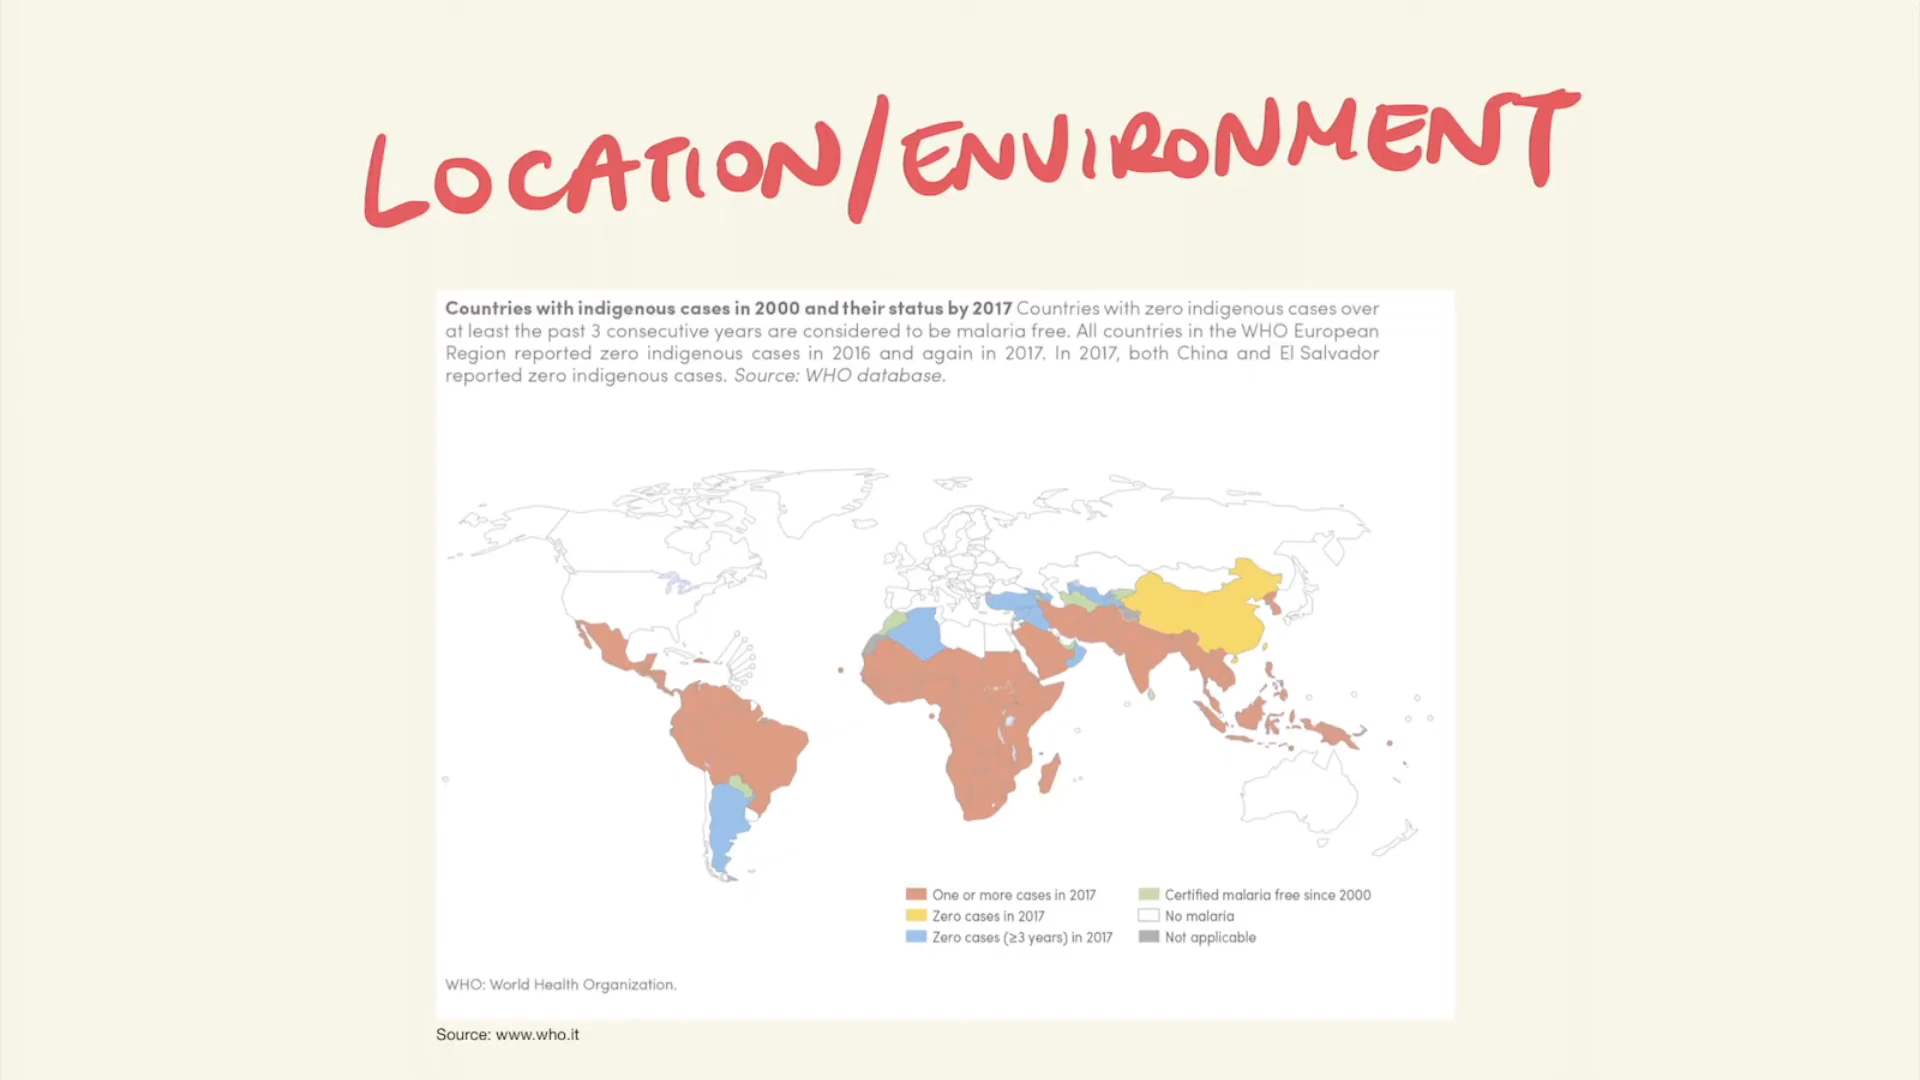 LOCATION/ENVIRONMENT
Countries with indigenous cases in 2000 and their status by 2017 Countries with zero indigenous cases over
at least the past 3 consecutive years are considered to be malaria free. All countries in the WHO European
Region reported zero indigenous cases in 2016 and again in 2017. In 2017, both China and El Salvador
reported zero indigenous cases. Source: WHO database.
One or more cases in 2017
Zero cases in 2017
Zero cases (≥3 years) in 2017
Certified malaria free since 2000
No malaria
Not applicable
WHO: World Health Organization.
Source: www.who.it